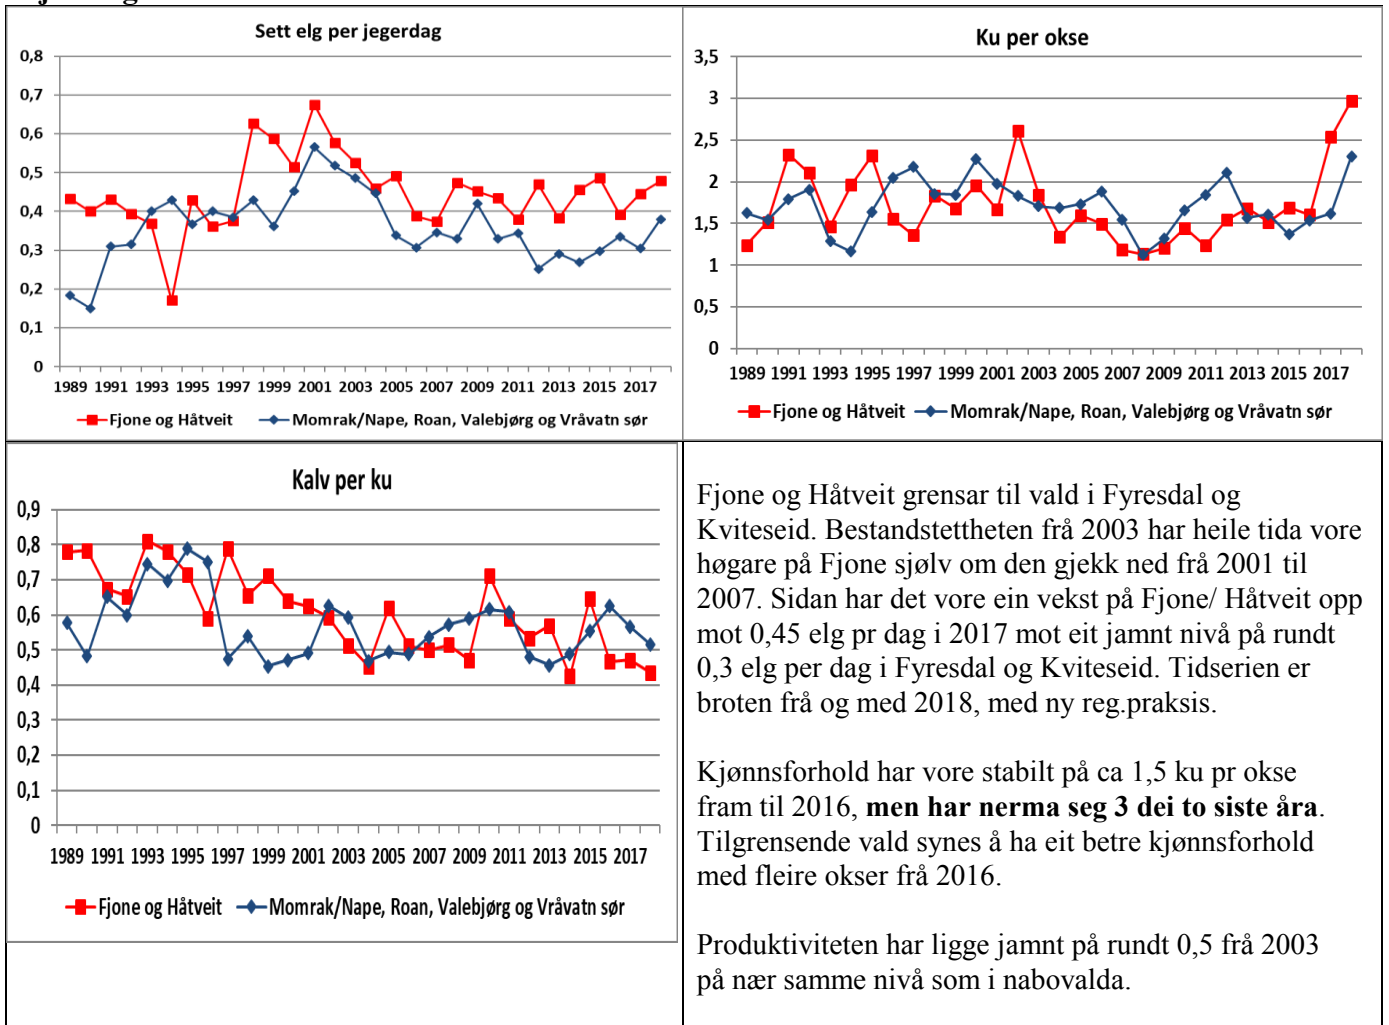 Sett elg per jegerdag
0,8
0,7
0,6
0,5
0,4
0,3
0,2
0,1
0
1989 1991 1993 1995 1997 1999 2001 2003 2005 2007 2009 2011 2013 2015 2017
Fjone og Håtveit Momrak/Nape, Roan, Valebjørg og Vråvatn sør
Ku per okse
3,5
3
2,5
2
1,5
1
0,5
0
1989 1991 1993 1995 1997 1999 2001 2003 2005 2007 2009 2011 2013 2015 2017
Fjone og Håtveit Momrak/Nape, Roan, Valebjørg og Vråvatn sør
Kalv per ku
0,9
0,8
0,7
0,6
0,5
0,4
0,3
0,2
0,1
0
1989 1991 1993 1995 1997 1999 2001 2003 2005 2007 2009 2011 2013 2015 2017
Fjone og Håtveit Momrak/Nape, Roan, Valebjørg og Vråvatn sør
Fjone og Håtveit grensar til vald i Fyresdal og
Kviteseid. Bestandstettheten frå 2003 har heile tida vore
høgare på Fjone sjølv om den gjekk ned frå 2001 til
2007. Sidan har det vore ein vekst på Fjone/ Håtveit opp
mot 0,45 elg pr dag i 2017 mot eit jamnt nivå på rundt
0,3 elg per dag i Fyresdal og Kviteseid. Tidserien er
broten frå og med 2018, med ny reg.praksis.
Kjønnsforhold har vore stabilt på ca 1,5 ku pr okse
fram til 2016, men har nerma seg 3 dei to siste åra.
Tilgrensende vald synes å ha eit betre kjønnsforhold
med fleire okser frå 2016.
Produktiviteten har ligge jamnt på rundt 0,5 frå 2003
på nær samme nivå som i nabovalda.